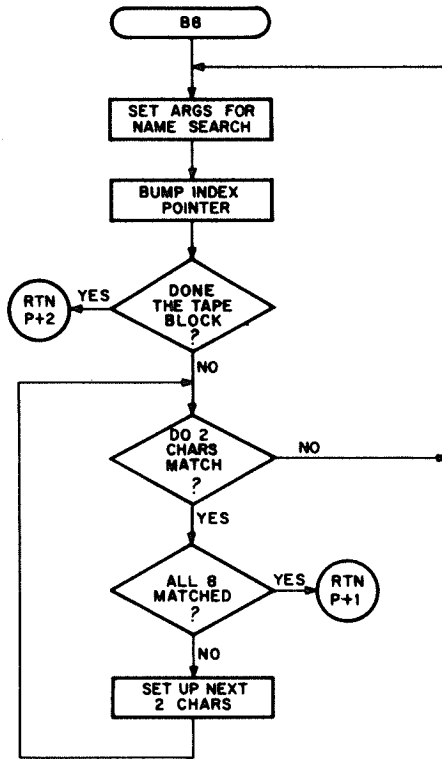 B8
SET ARGS FOR
NAME SEARCH
BUMP INDEX
POINTER
DONE
THE TAPE
BLOCK
?
YES
RTN
P+2
NO
DO 2
CHARS
MATCH
?
NO
YES
ALL 8
MATCHED
?
YES
RTN
P+1
NO
SET UP NEXT
2 CHARS